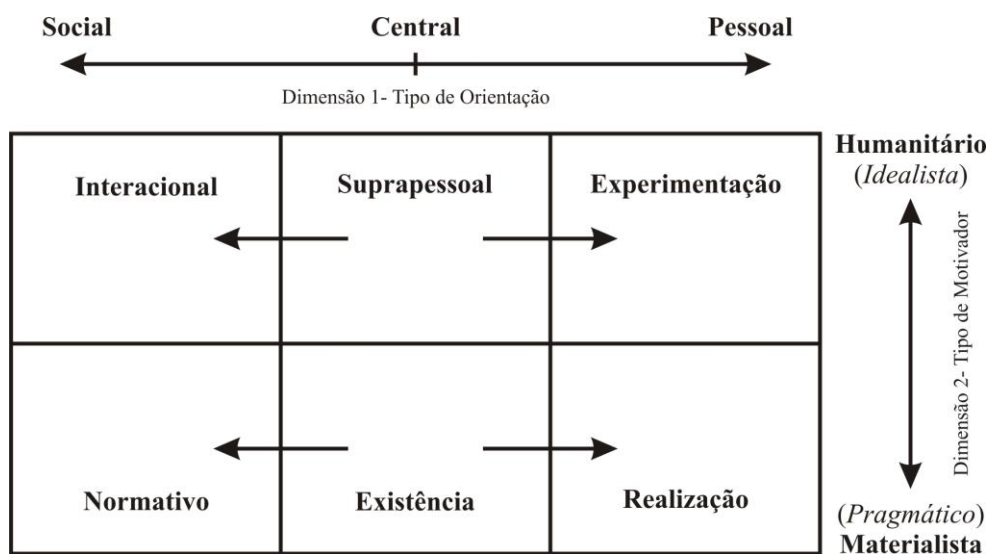 Social Central Pessoal
Dimensão 1- Tipo de Orientação
Interacional Suprapessoal Experimentação
Humanitário
(Idealista)
Dimensão 2- Tipo de Motivador
Normativo Existência Realização
(Pragmático)
Materialista